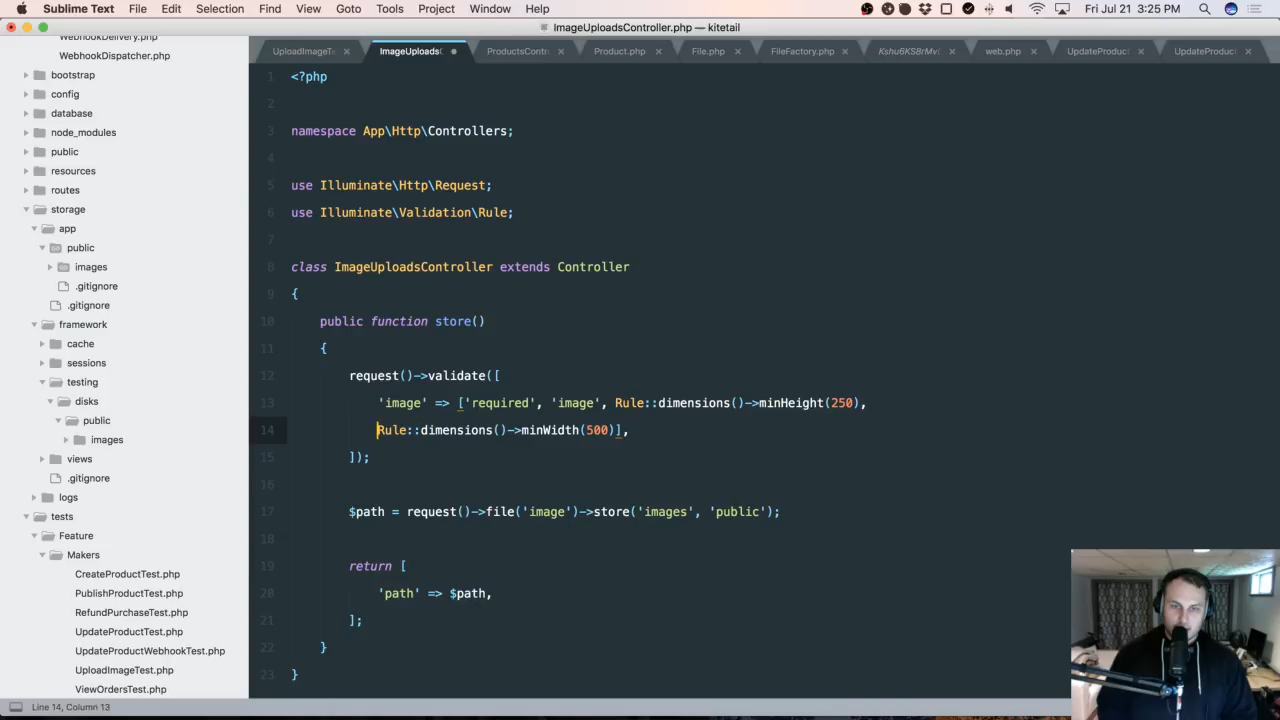 Sublime Text File Edit Selection Find View Goto Tools Project Window Help Fri Jul 21 3:25 PM
ImageUploadsController.php — kitetail
UploadImageTe ImageUploadsC ProductsContr Product.php File.php FileFactory.php web.php UpdateProduc UpdateProduc
WebhookDelivery.php
WebhookDispatcher.php
bootstrap
config
database
node_modules
public
resources
routes
storage
app
public
images
.gitignore
.gitignore
framework
cache
sessions
testing
disks
public
images
views
.gitignore
logs
tests
Feature
Makers
CreateProductTest.php
PublishProductTest.php
RefundPurchaseTest.php
UpdateProductTest.php
UpdateProductWebhookTest.php
UploadImageTest.php
ViewOrdersTest.php
1 <?php
2
3 namespace App\Http\Controllers;
4
5 use Illuminate\Http\Request;
6 use Illuminate\Validation\Rule;
7
8 class ImageUploadsController extends Controller
9 {
10 public function store()
11 {
12 request()->validate([
13 'image' => ['required', 'image', Rule::dimensions()->minHeight(250),
14 Rule::dimensions()->minWidth(500)],
15 ]);
16
17 $path = request()->file('image')->store('images', 'public');
18
19 return [
20 'path' => $path,
21 ];
22 }
23 }
Line 14, Column 13